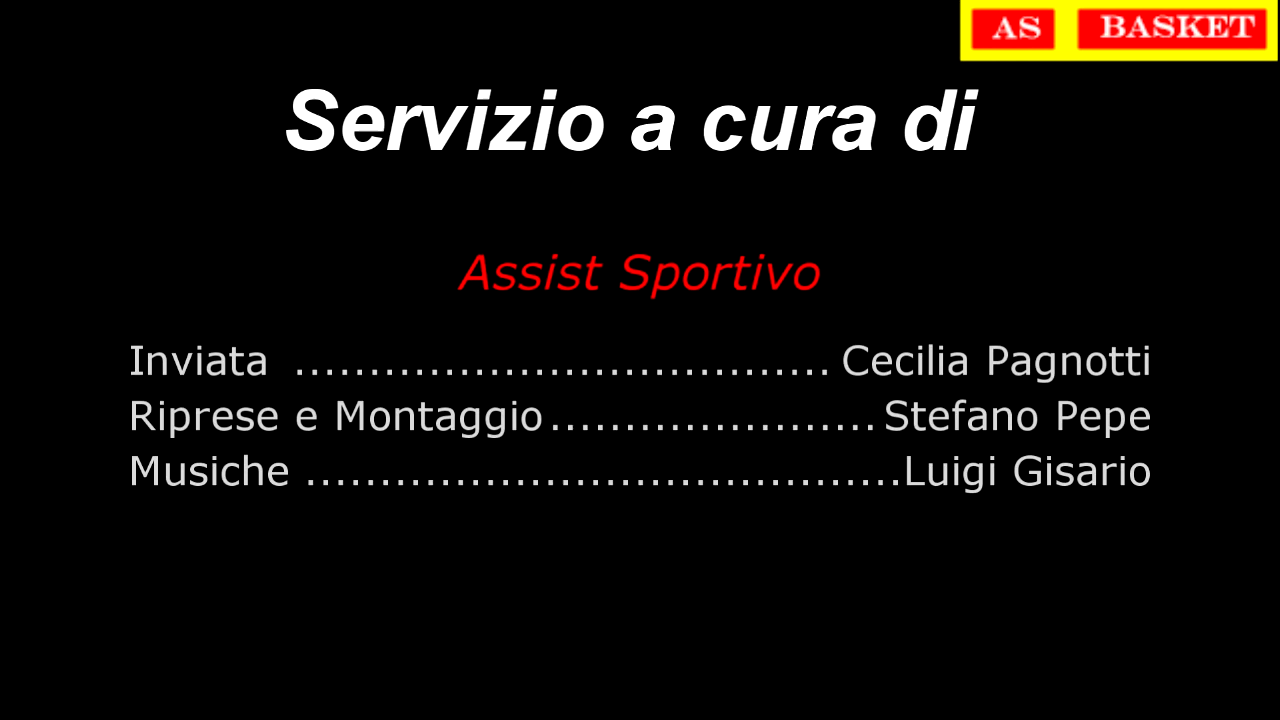 AS BASKET
Servizio a cura di
Assist Sportivo
Inviata .................................... Cecilia Pagnotti
Riprese e Montaggio...................... Stefano Pepe
Musiche ........................................Luigi Gisario